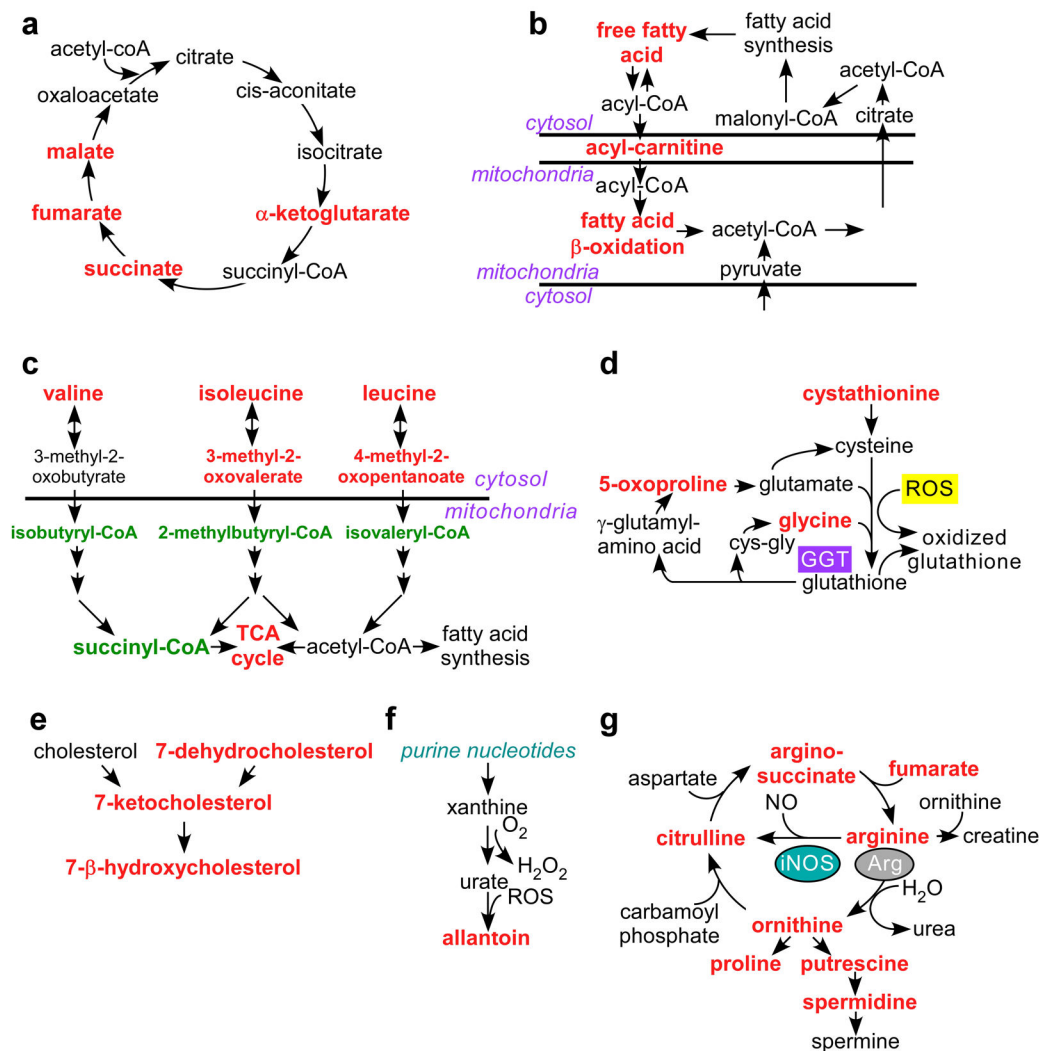 a
acetyl-coA
citrate
oxaloacetate
cis-aconitate
malate
isocitrate
fumarate
α-ketoglutarate
succinate
succinyl-CoA
b
free fatty
acid
fatty acid
synthesis
acetyl-CoA
acyl-CoA
malonyl-CoA
citrate
cytosol
acyl-carnitine
mitochondria
acyl-CoA
fatty acid
β-oxidation
acetyl-CoA
mitochondria
pyruvate
cytosol
c
valine
isoleucine
leucine
3-methyl-2-
oxobutyrate
3-methyl-2-
oxovalerate
4-methyl-2-
oxopentanoate
cytosol
mitochondria
isobutyryl-CoA
2-methylbutyryl-CoA
isovaleryl-CoA
succinyl-CoA
TCA
cycle
acetyl-CoA
fatty acid
synthesis
d
cystathionine
cysteine
5-oxoproline
glutamate
ROS
γ-glutamyl-
amino acid
glycine
cys-gly
GGT
oxidized
glutathione
glutathione
e
cholesterol
7-dehydrocholesterol
7-ketocholesterol
7-β-hydroxycholesterol
f
purine nucleotides
xanthine
O2
H2O2
urate
ROS
allantoin
g
argino-
succinate
fumarate
aspartate
NO
ornithine
citrulline
arginine
creatine
iNOS
Arg
H2O
carbamoyl
phosphate
ornithine
urea
proline
putrescine
spermidine
spermine